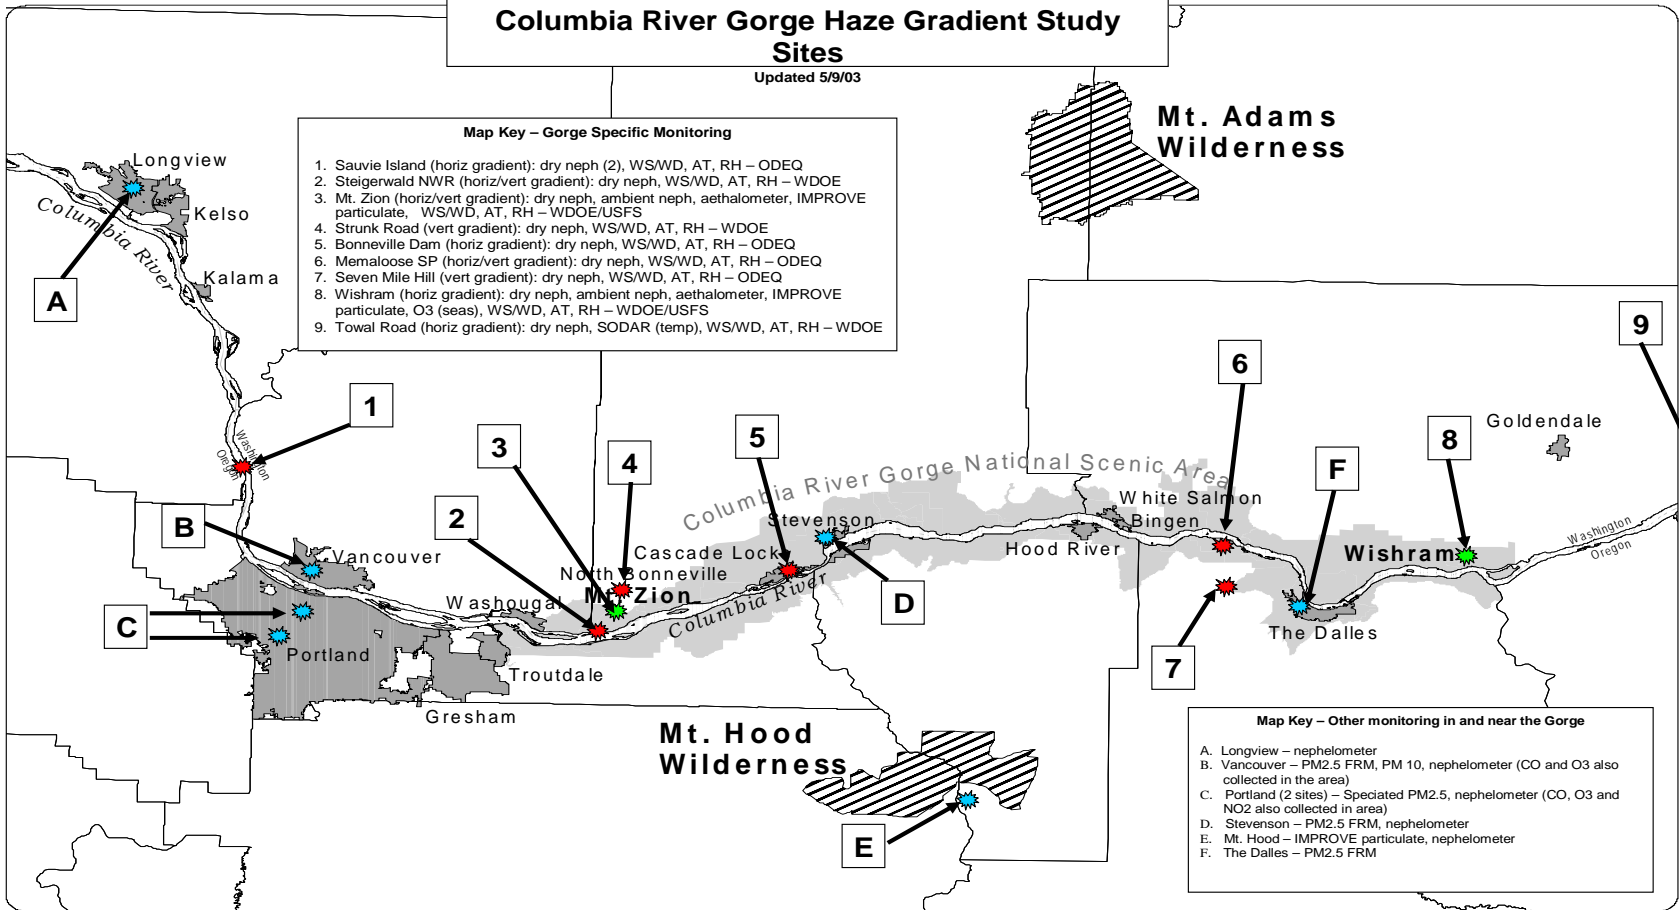 Columbia River Gorge Haze Gradient Study
Sites
Updated 5/9/03
Map Key – Gorge Specific Monitoring
1. Sauvie Island (horiz gradient): dry neph (2), WS/WD, AT, RH – ODEQ
2. Steigerwald NWR (horiz/vert gradient): dry neph, WS/WD, AT, RH – WDOE
3. Mt. Zion (horiz/vert gradient): dry neph, ambient neph, aethalometer, IMPROVE
particulate, WS/WD, AT, RH – WDOE/USFS
4. Strunk Road (vert gradient): dry neph, WS/WD, AT, RH – WDOE
5. Bonneville Dam (horiz gradient): dry neph, WS/WD, AT, RH – ODEQ
6. Memaloose SP (horiz/vert gradient): dry neph, WS/WD, AT, RH – ODEQ
7. Seven Mile Hill (vert gradient): dry neph, WS/WD, AT, RH – ODEQ
8. Wishram (horiz gradient): dry neph, ambient neph, aethalometer, IMPROVE
particulate, O3 (seas), WS/WD, AT, RH – WDOE/USFS
9. Towal Road (horiz gradient): dry neph, SODAR (temp), WS/WD, AT, RH – WDOE
Mt. Adams
Wilderness
Longview
Kelso
Columbia River
Kalama
A
9
6
1
Goldendale
5
8
3
4
F
Washington
Oregon
Columbia River Gorge National Scenic Area
2
B
White Salmon
Bingen
Stevenson
Hood River
Washington
Oregon
Vancouver
Cascade Lock
Wishram
North Bonneville
Mt. Zion
Washougal
Columbia River
D
C
The Dalles
Portland
7
Troutdale
Gresham
Mt. Hood
Wilderness
E
Map Key – Other monitoring in and near the Gorge
A. Longview – nephelometer
B. Vancouver – PM2.5 FRM, PM 10, nephelometer (CO and O3 also
collected in the area)
C. Portland (2 sites) – Speciated PM2.5, nephelometer (CO, O3 and
NO2 also collected in area)
D. Stevenson – PM2.5 FRM, nephelometer
E. Mt. Hood – IMPROVE particulate, nephelometer
F. The Dalles – PM2.5 FRM